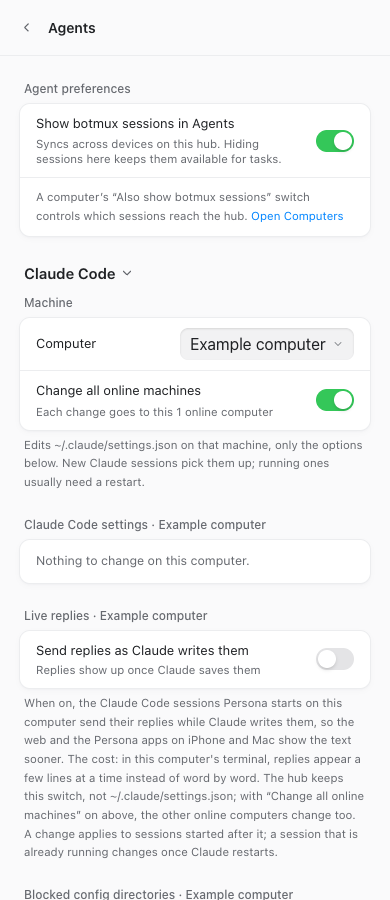 Agents
Agent preferences
Show botmux sessions in Agents
Syncs across devices on this hub. Hiding
sessions here keeps them available for tasks.
A computer's “Also show botmux sessions” switch
controls which sessions reach the hub. Open Computers
Claude Code
Machine
Computer
Example computer
Change all online machines
Each change goes to this 1 online computer
Edits ~/.claude/settings.json on that machine, only the options
below. New Claude sessions pick them up; running ones
usually need a restart.
Claude Code settings · Example computer
Nothing to change on this computer.
Live replies · Example computer
Send replies as Claude writes them
Replies show up once Claude saves them
When on, the Claude Code sessions Persona starts on this
computer send their replies while Claude writes them, so the
web and the Persona apps on iPhone and Mac show the text
sooner. The cost: in this computer's terminal, replies appear a
few lines at a time instead of word by word. The hub keeps
this switch, not ~/.claude/settings.json; with “Change all online
machines” on above, the other online computers change too.
A change applies to sessions started after it; a session that is
already running changes once Claude restarts.
Blocked config directories · Example computer